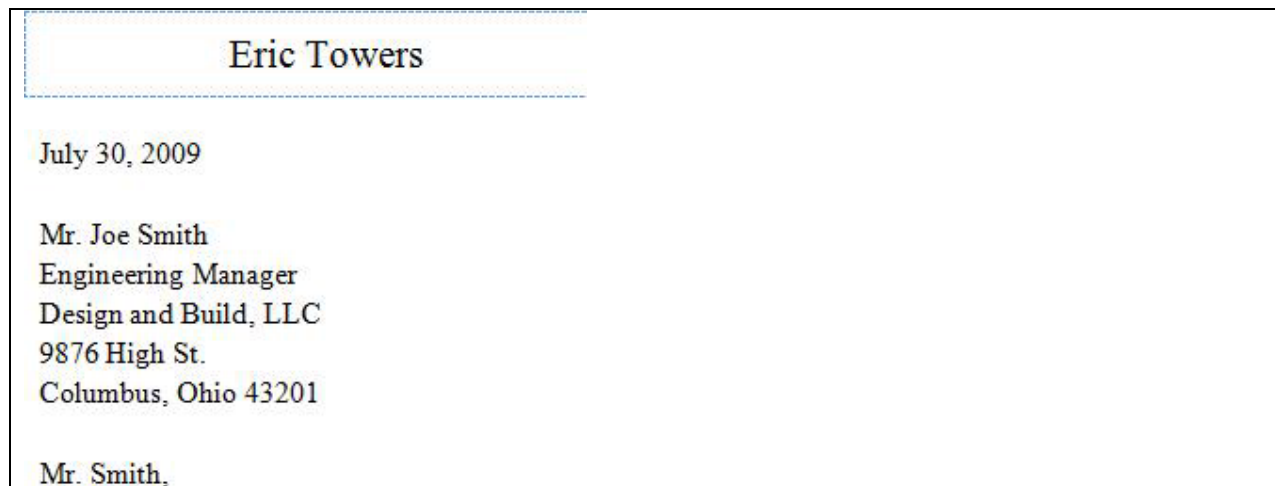 Eric Towers
July 30, 2009
Mr. Joe Smith
Engineering Manager
Design and Build, LLC
9876 High St.
Columbus, Ohio 43201
Mr. Smith,